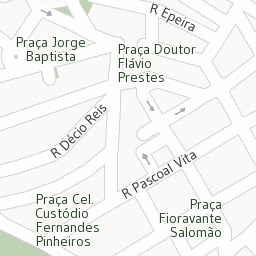 R Epeira
Praça Jorge
Baptista
Praça Doutor
Flávio
Prestes
R Décio Reis
R Pascoal Vita
Praça Cel.
Custódio
Fernandes
Pinheiros
Praça
Fioravante
Salomão